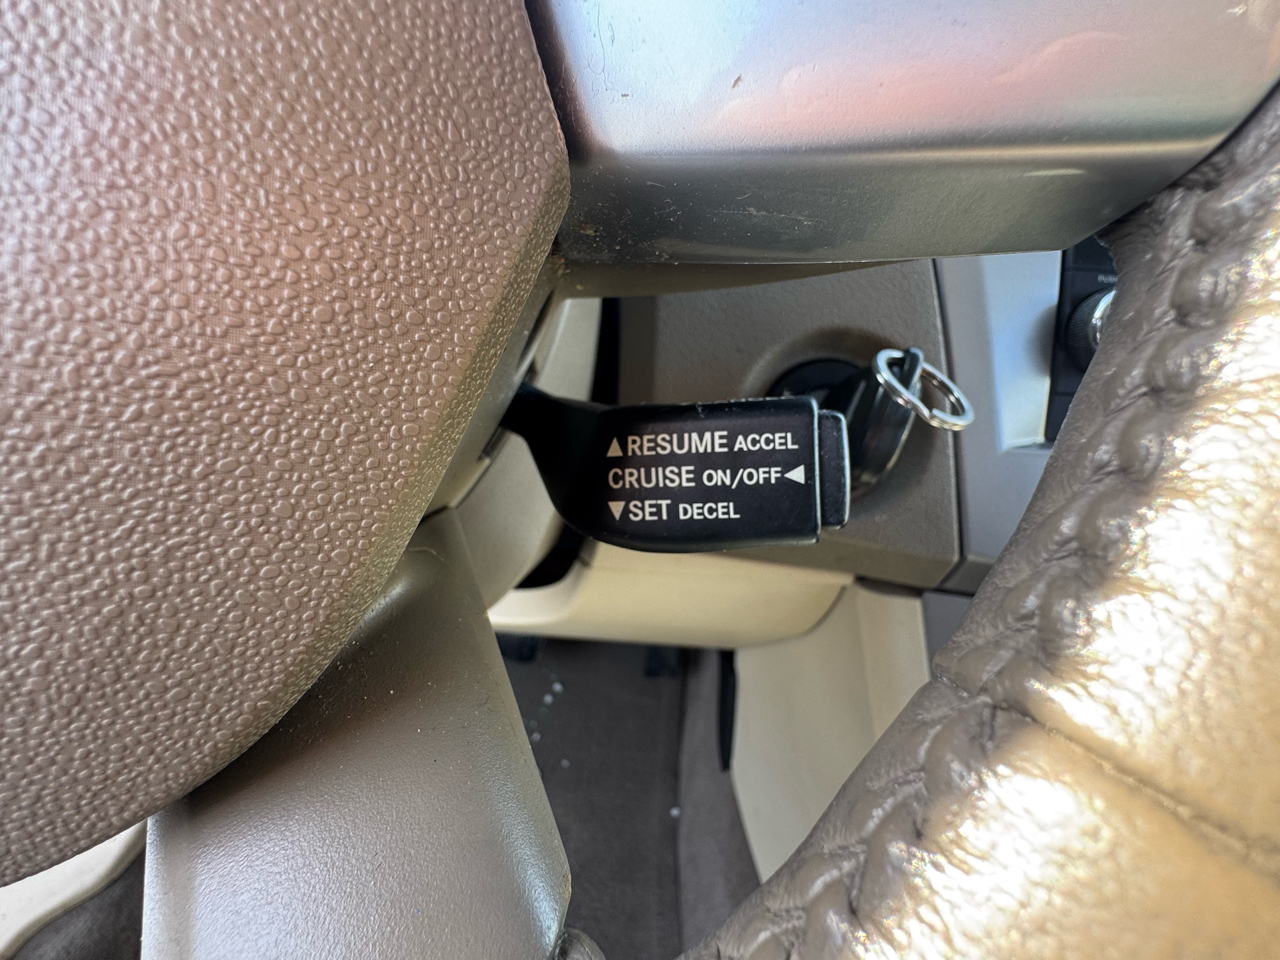 ▲RESUME ACCEL
CRUISE ON/OFF◀
▼SET DECEL